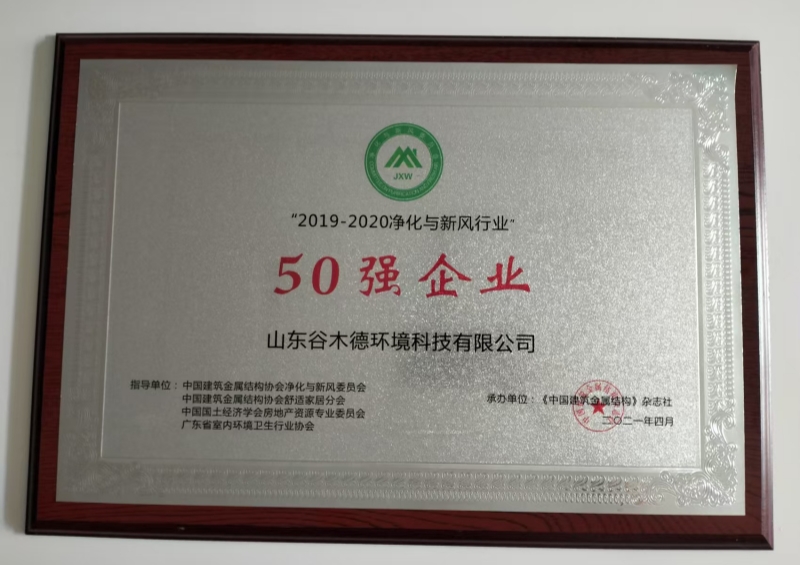 JXW
“2019-2020净化与新风行业”
50强企业
山东谷木德环境科技有限公司
指导单位：中国建筑金属结构协会净化与新风委员会
中国建筑金属结构协会舒适家居分会
中国国土经济学会房地产资源专业委员会
广东省室内环境卫生行业协会
承办单位：《中国建筑金属结构》杂志社
二〇二一年四月